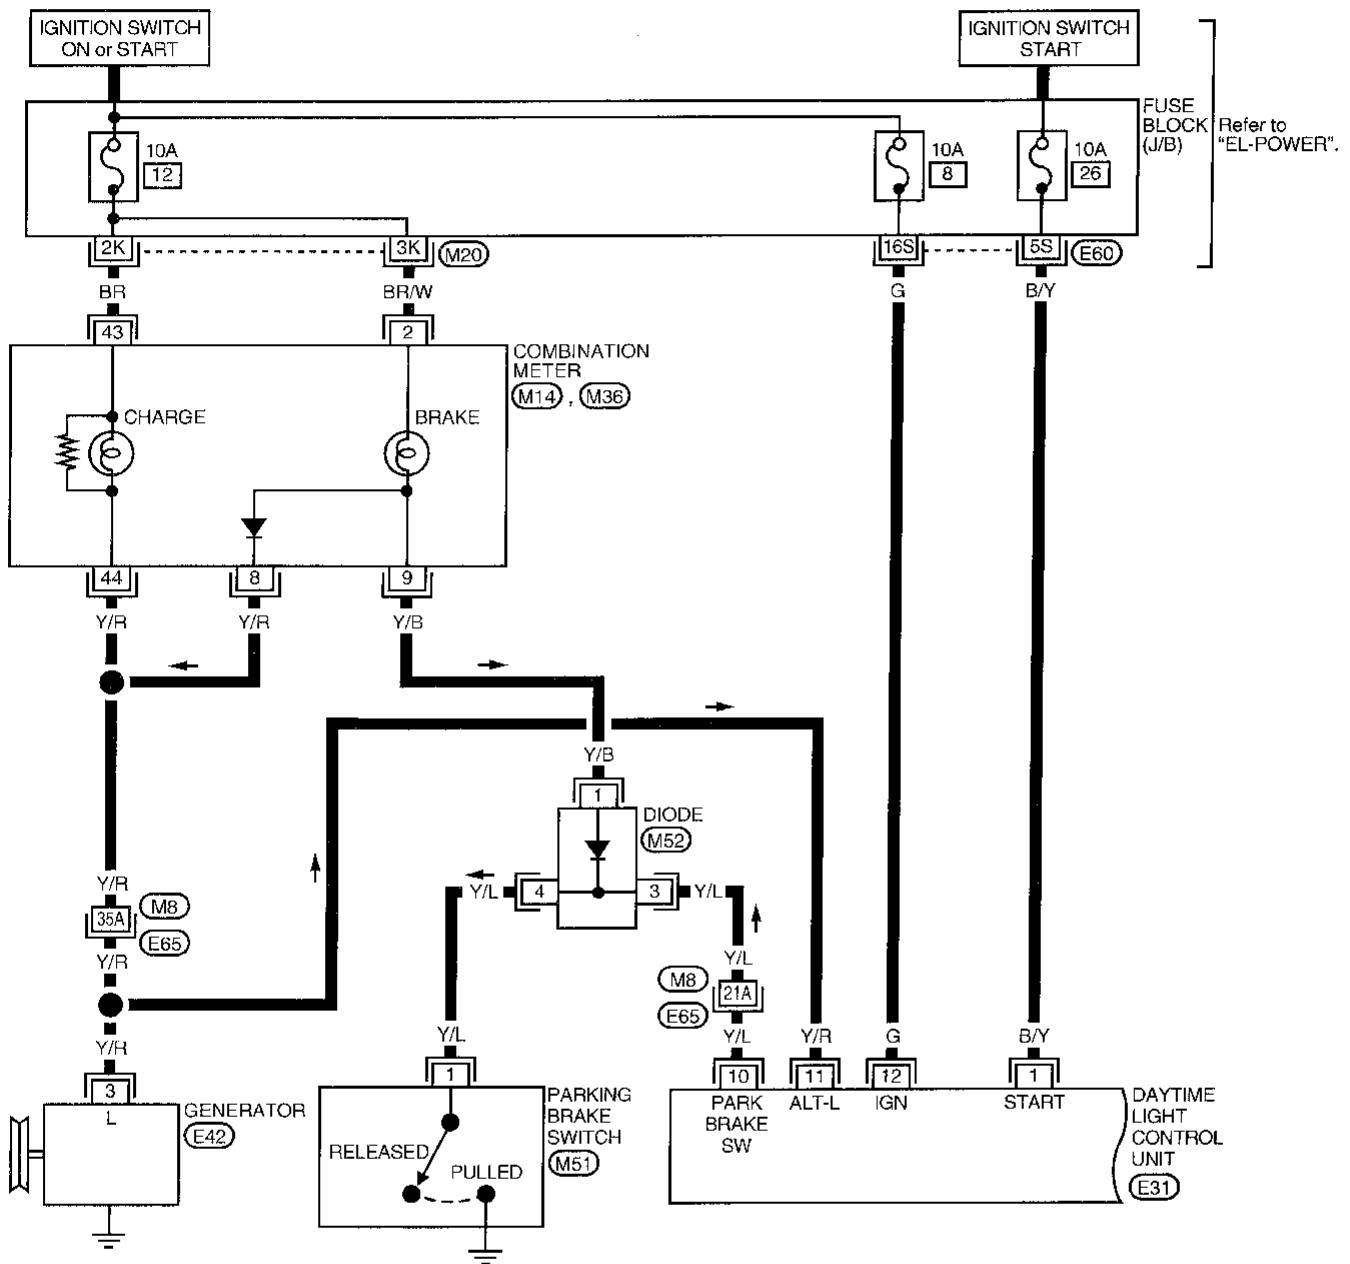 IGNITION SWITCH
ON or START
IGNITION SWITCH
START
FUSE
BLOCK
(J/B)
Refer to
"EL-POWER".
10A
12
10A
8
10A
26
2K
3K
M20
16S
5S
E60
BR
BR/W
G
B/Y
43
2
COMBINATION
METER
M14 , M36
CHARGE
BRAKE
44
8
9
Y/R
Y/R
Y/B
Y/B
1
DIODE
M52
Y/R
35A
M8
E65
Y/R
Y/L
4
3
Y/L
Y/L
M8
21A
E65
Y/R
Y/L
Y/L
Y/R
G
B/Y
3
L
GENERATOR
E42
1
PARKING
BRAKE
SWITCH
M51
RELEASED
PULLED
10
11
12
1
PARK
BRAKE
SW
ALT-L
IGN
START
DAYTIME
LIGHT
CONTROL
UNIT
E31